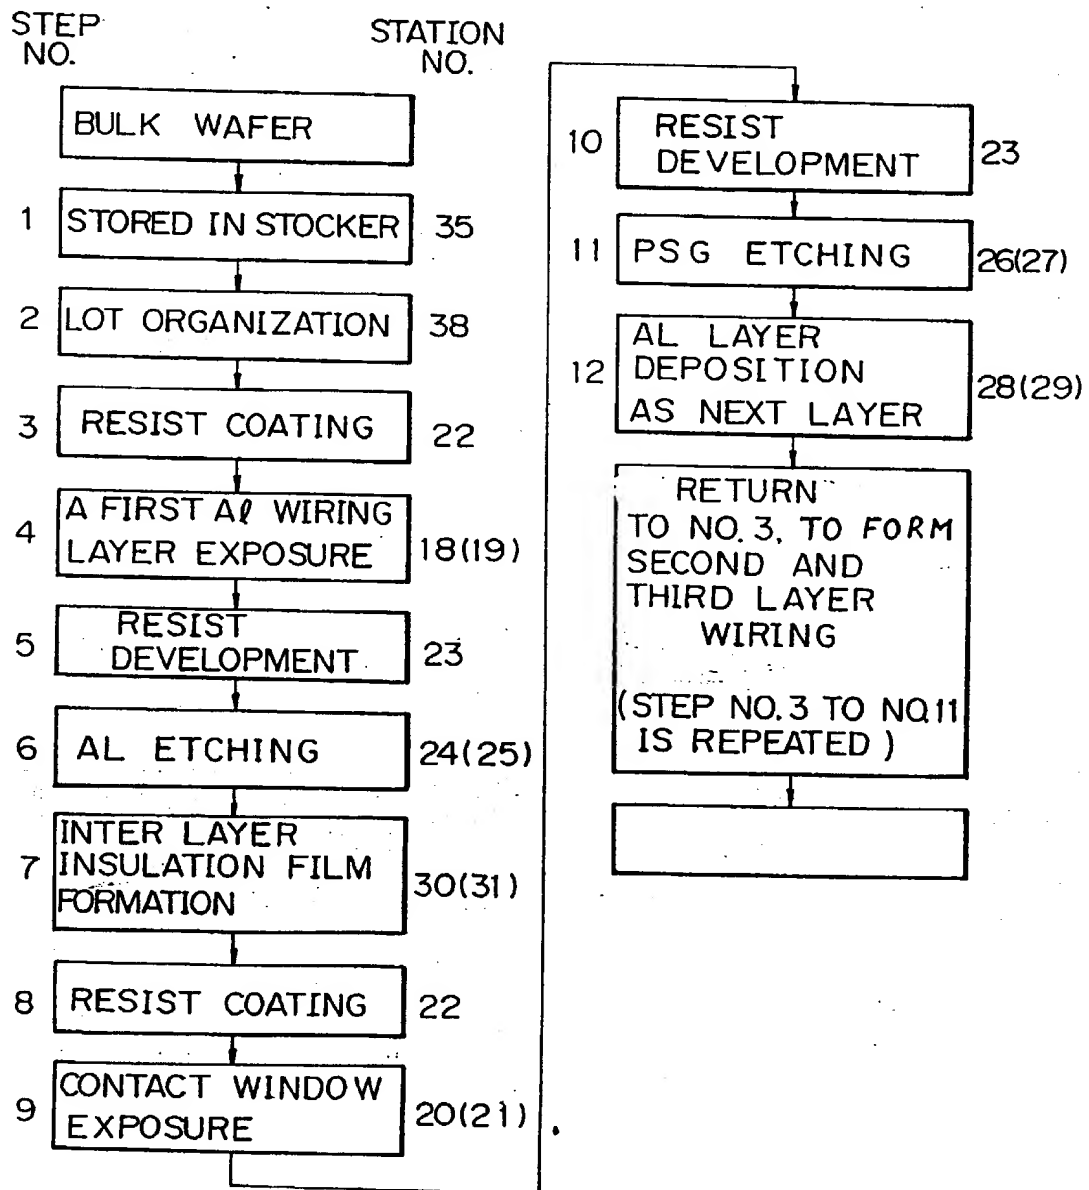 STEP NO.
STATION NO.
BULK WAFER
1 STORED IN STOCKER 35
2 LOT ORGANIZATION 38
3 RESIST COATING 22
4 A FIRST Al WIRING
LAYER EXPOSURE 18(19)
5 RESIST
DEVELOPMENT 23
6 AL ETCHING 24(25)
7 INTER LAYER
INSULATION FILM
FORMATION 30(31)
8 RESIST COATING 22
9 CONTACT WINDOW
EXPOSURE 20(21)
10 RESIST
DEVELOPMENT 23
11 PSG ETCHING 26(27)
12 AL LAYER
DEPOSITION
AS NEXT LAYER 28(29)
RETURN
TO NO. 3, TO FORM
SECOND AND
THIRD LAYER
WIRING
(STEP NO. 3 TO NO.11
IS REPEATED)